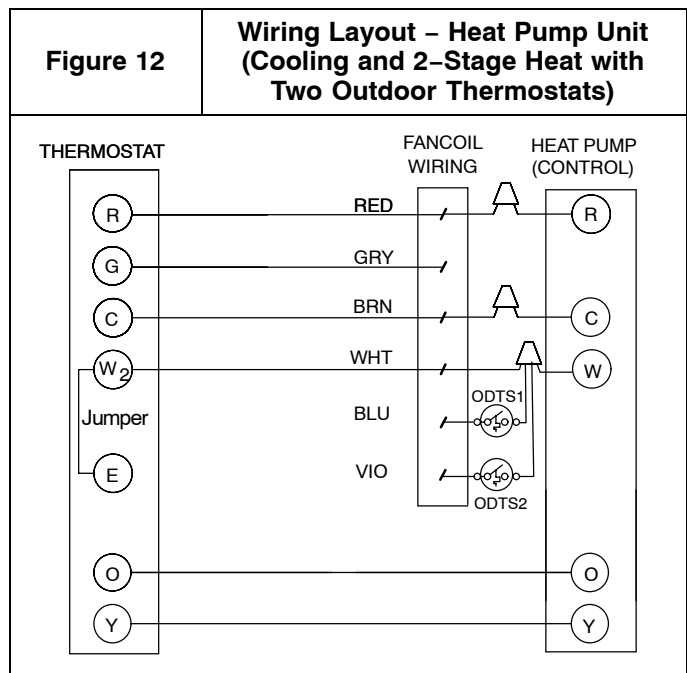 Figure 12
Wiring Layout – Heat Pump Unit
(Cooling and 2–Stage Heat with
Two Outdoor Thermostats)
THERMOSTAT
FANCOIL
WIRING
HEAT PUMP
(CONTROL)
R
RED
R
G
GRY
C
BRN
C
W2
WHT
W
Jumper
BLU
ODTS1
E
VIO
ODTS2
O
O
Y
Y